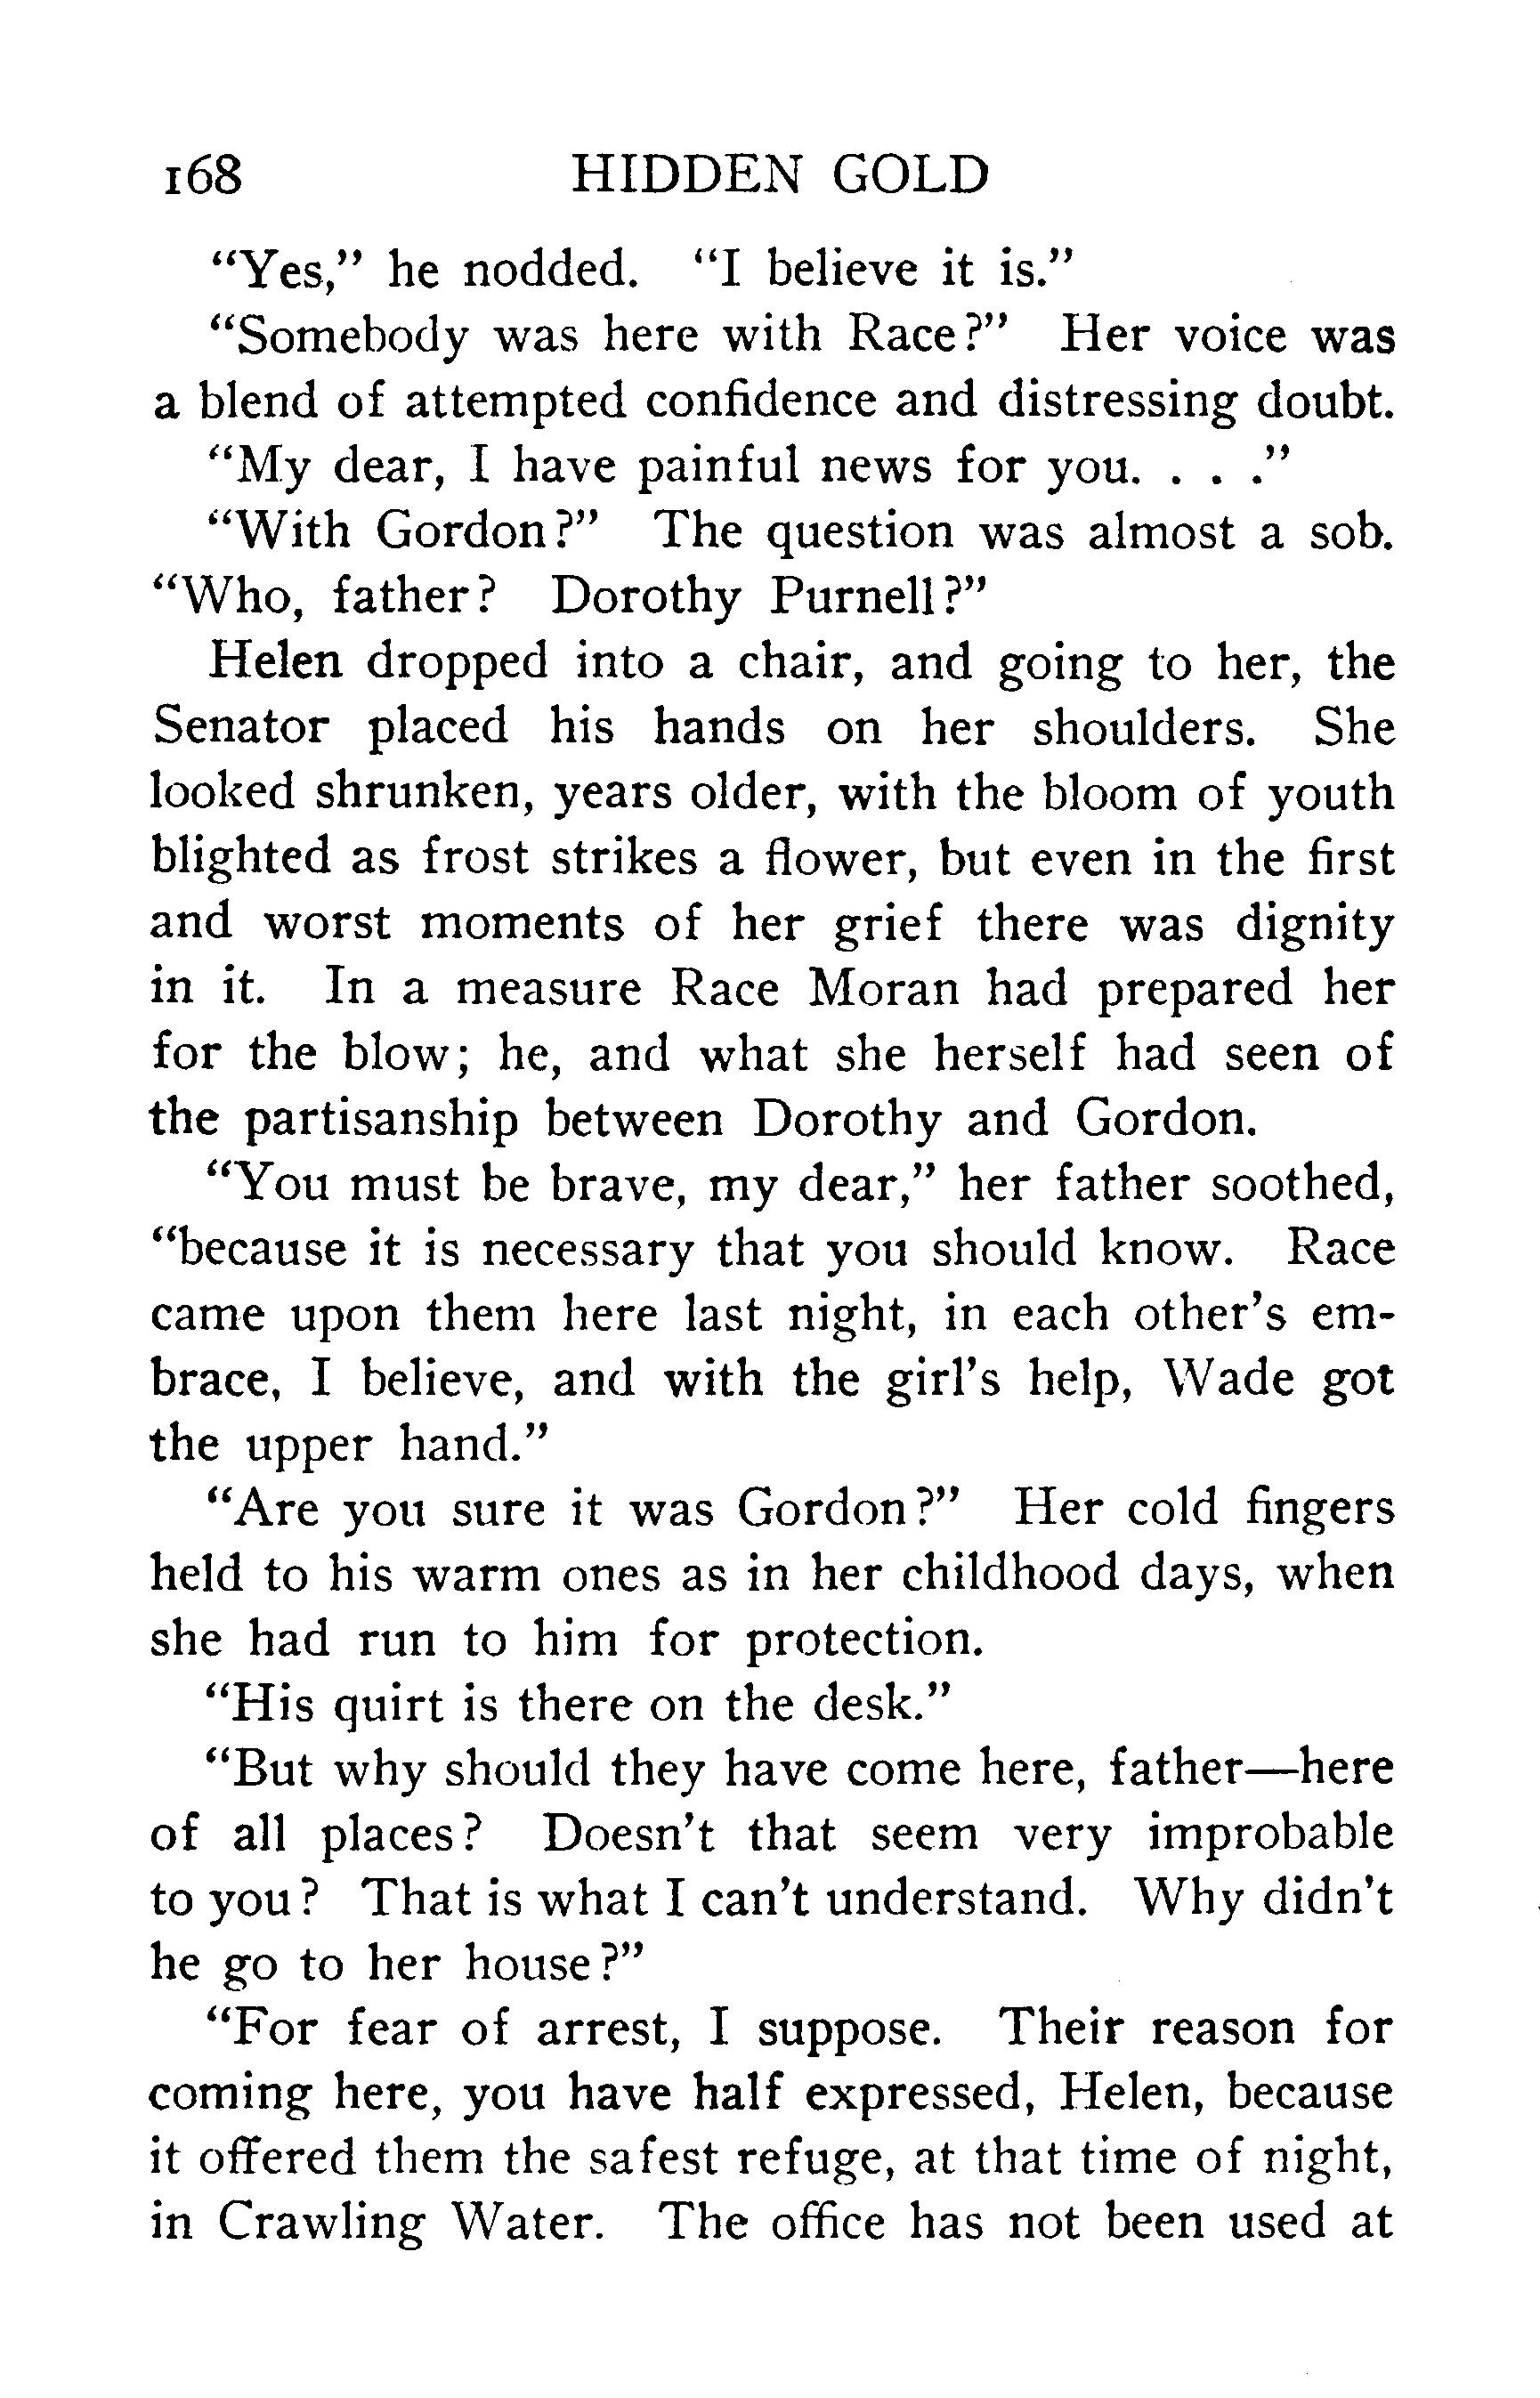 168 HIDDEN GOLD
"Yes," he nodded. "I believe it is."
"Somebody was here with Race?" Her voice was
a blend of attempted confidence and distressing doubt.
"My dear, I have painful news for you. . . ."
"With Gordon?" The question was almost a sob.
"Who, father? Dorothy Purnell?"
Helen dropped into a chair, and going to her, the
Senator placed his hands on her shoulders. She
looked shrunken, years older, with the bloom of youth
blighted as frost strikes a flower, but even in the first
and worst moments of her grief there was dignity
in it. In a measure Race Moran had prepared her
for the blow; he, and what she herself had seen of
the partisanship between Dorothy and Gordon.
"You must be brave, my dear," her father soothed,
"because it is necessary that you should know. Race
came upon them here last night, in each other's em-
brace, I believe, and with the girl's help, Wade got
the upper hand."
"Are you sure it was Gordon?" Her cold fingers
held to his warm ones as in her childhood days, when
she had run to him for protection.
"His quirt is there on the desk."
"But why should they have come here, father—here
of all places? Doesn't that seem very improbable
to you? That is what I can't understand. Why didn't
he go to her house?"
"For fear of arrest, I suppose. Their reason for
coming here, you have half expressed, Helen, because
it offered them the safest refuge, at that time of night,
in Crawling Water. The office has not been used at